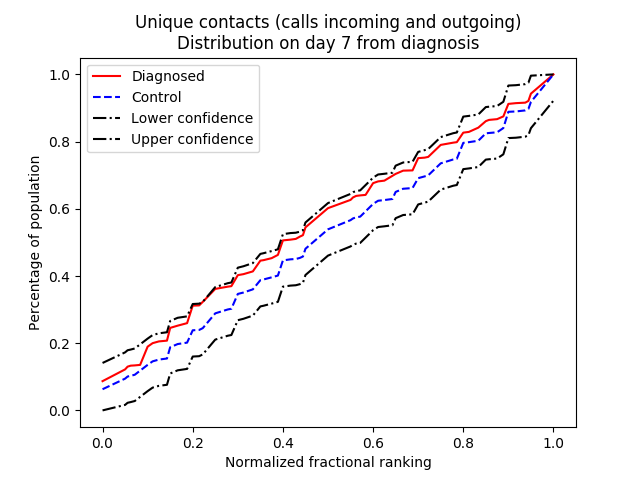 Unique contacts (calls incoming and outgoing)
Distribution on day 7 from diagnosis
Diagnosed
Control
Lower confidence
Upper confidence
Percentage of population
1.0
0.8
0.6
0.4
0.2
0.0
0.0 0.2 0.4 0.6 0.8 1.0
Normalized fractional ranking